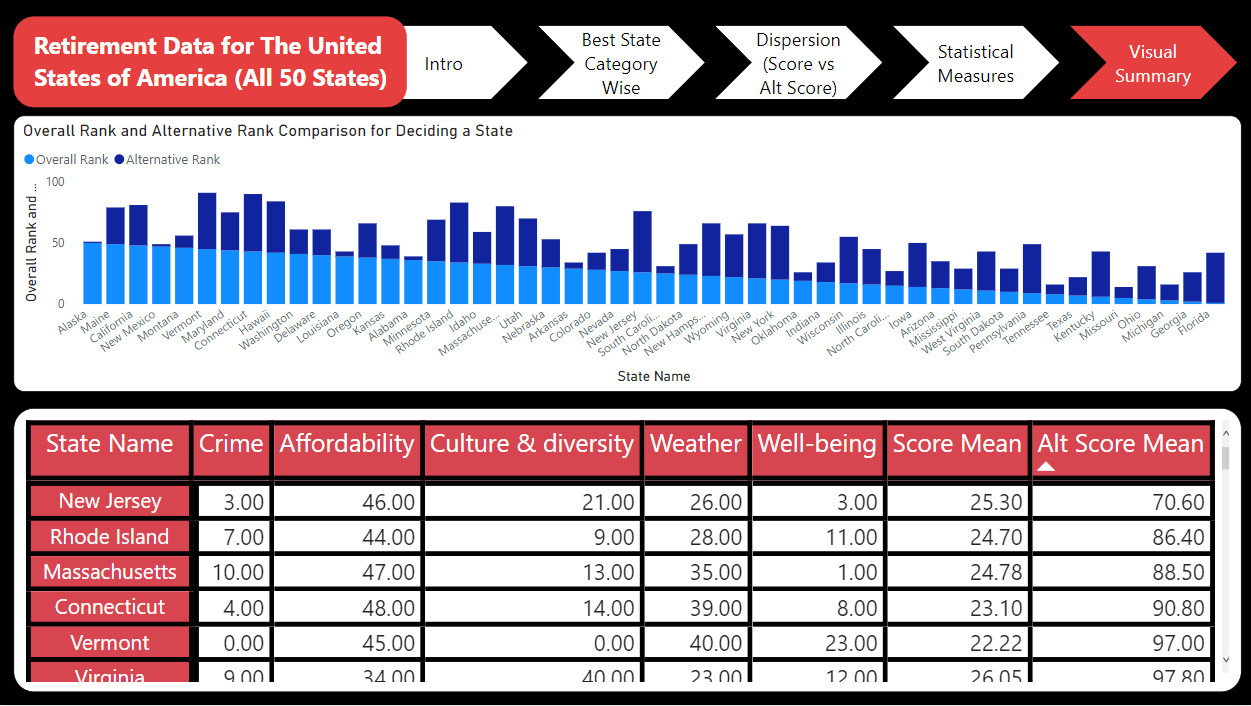 Retirement Data for The United
States of America (All 50 States)
Intro
Best State
Category
Wise
Dispersion
(Score vs
Alt Score)
Statistical
Measures
Visual
Summary
Overall Rank and Alternative Rank Comparison for Deciding a State
Overall Rank Alternative Rank
Overall Rank and ...
100
50
0
Alaska
Maine
California
New Mexico
Montana
Vermont
Maryland
Connecticut
Hawaii
Washington
Delaware
Louisiana
Oregon
Kansas
Alabama
Minnesota
Rhode Island
Idaho
Massachuse...
Utah
Nebraska
Arkansas
Colorado
Nevada
New Jersey
South Caroli...
North Dakota
New Hamps...
Wyoming
Virginia
New York
Oklahoma
Indiana
Wisconsin
Illinois
North Caroli...
Iowa
Arizona
Mississippi
West Virginia
South Dakota
Pennsylvania
Tennessee
Texas
Kentucky
Missouri
Ohio
Michigan
Georgia
Florida
State Name
State Name Crime Affordability Culture & diversity Weather Well-being Score Mean Alt Score Mean
New Jersey 3.00 46.00 21.00 26.00 3.00 25.30 70.60
Rhode Island 7.00 44.00 9.00 28.00 11.00 24.70 86.40
Massachusetts 10.00 47.00 13.00 35.00 1.00 24.78 88.50
Connecticut 4.00 48.00 14.00 39.00 8.00 23.10 90.80
Vermont 0.00 45.00 0.00 40.00 23.00 22.22 97.00
Virginia 9.00 34.00 40.00 23.00 12.00 26.05 97.80